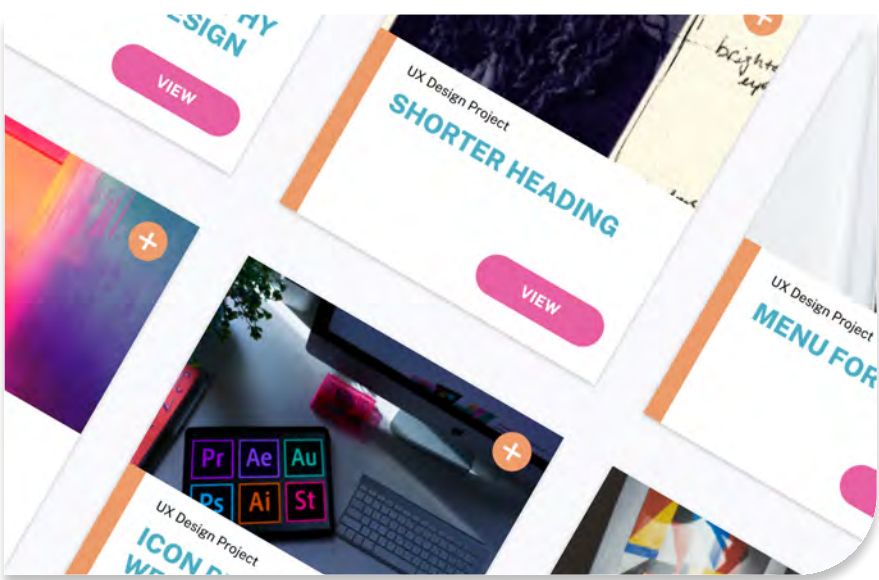 ESIGN
VIEW
UX Design Project
SHORTER HEADING
VIEW
UX Design Project
MENU FOR
Pr Ae Au
Ps Ai St
UX Design Project
ICON